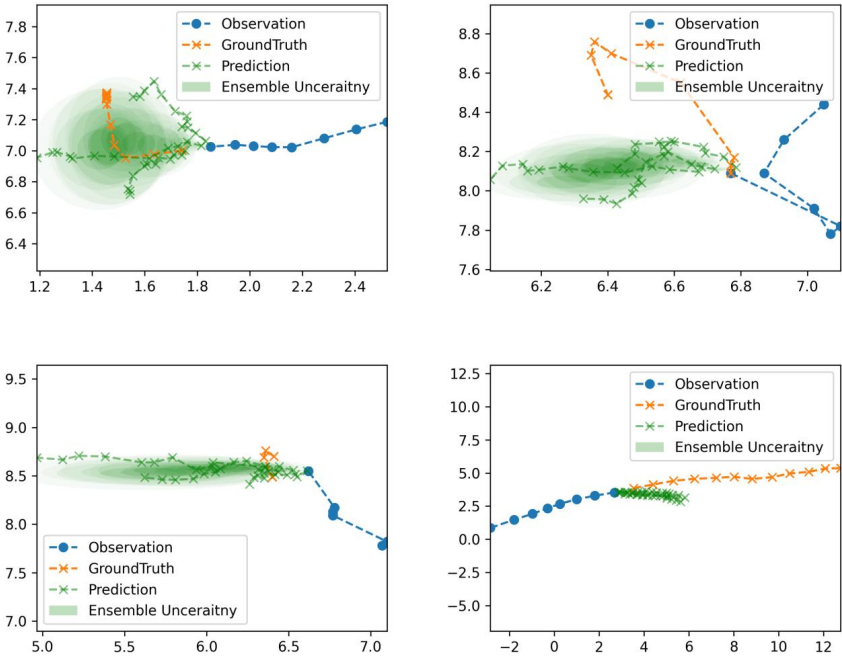 7.8
7.6
7.4
7.2
7.0
6.8
6.6
6.4
1.2 1.4 1.6 1.8 2.0 2.2 2.4
Observation
GroundTruth
Prediction
Ensemble Unceraitny
8.8
8.6
8.4
8.2
8.0
7.8
7.6
6.2 6.4 6.6 6.8 7.0
Observation
GroundTruth
Prediction
Ensemble Unceraitny
9.5
9.0
8.5
8.0
7.5
7.0
5.0 5.5 6.0 6.5 7.0
Observation
GroundTruth
Prediction
Ensemble Unceraitny
12.5
10.0
7.5
5.0
2.5
0.0
−2.5
−5.0
−2 0 2 4 6 8 10 12
Observation
GroundTruth
Prediction
Ensemble Unceraitny